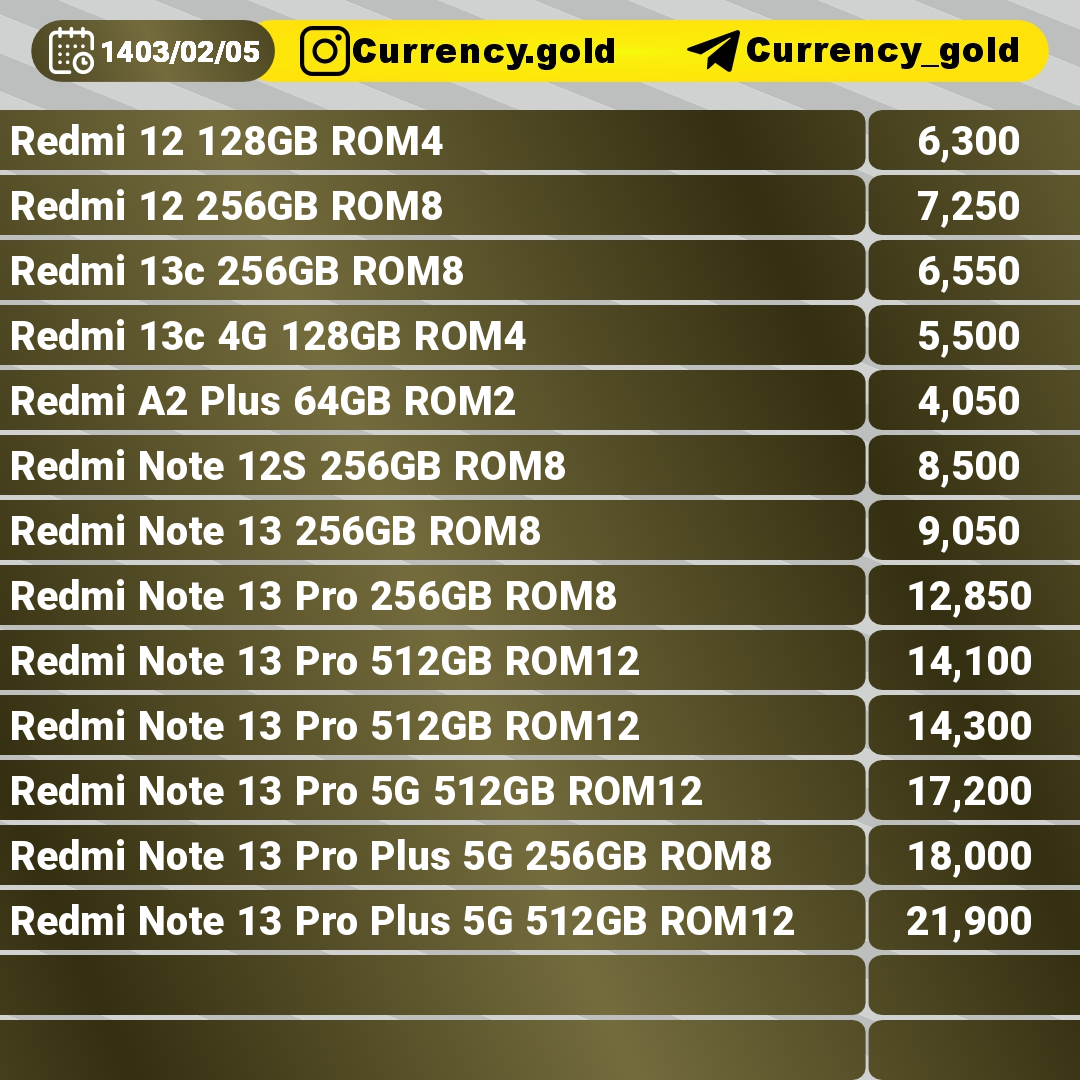 1403/02/05 Currency.gold Currency_gold
Redmi 12 128GB ROM4 6,300
Redmi 12 256GB ROM8 7,250
Redmi 13c 256GB ROM8 6,550
Redmi 13c 4G 128GB ROM4 5,500
Redmi A2 Plus 64GB ROM2 4,050
Redmi Note 12S 256GB ROM8 8,500
Redmi Note 13 256GB ROM8 9,050
Redmi Note 13 Pro 256GB ROM8 12,850
Redmi Note 13 Pro 512GB ROM12 14,100
Redmi Note 13 Pro 512GB ROM12 14,300
Redmi Note 13 Pro 5G 512GB ROM12 17,200
Redmi Note 13 Pro Plus 5G 256GB ROM8 18,000
Redmi Note 13 Pro Plus 5G 512GB ROM12 21,900